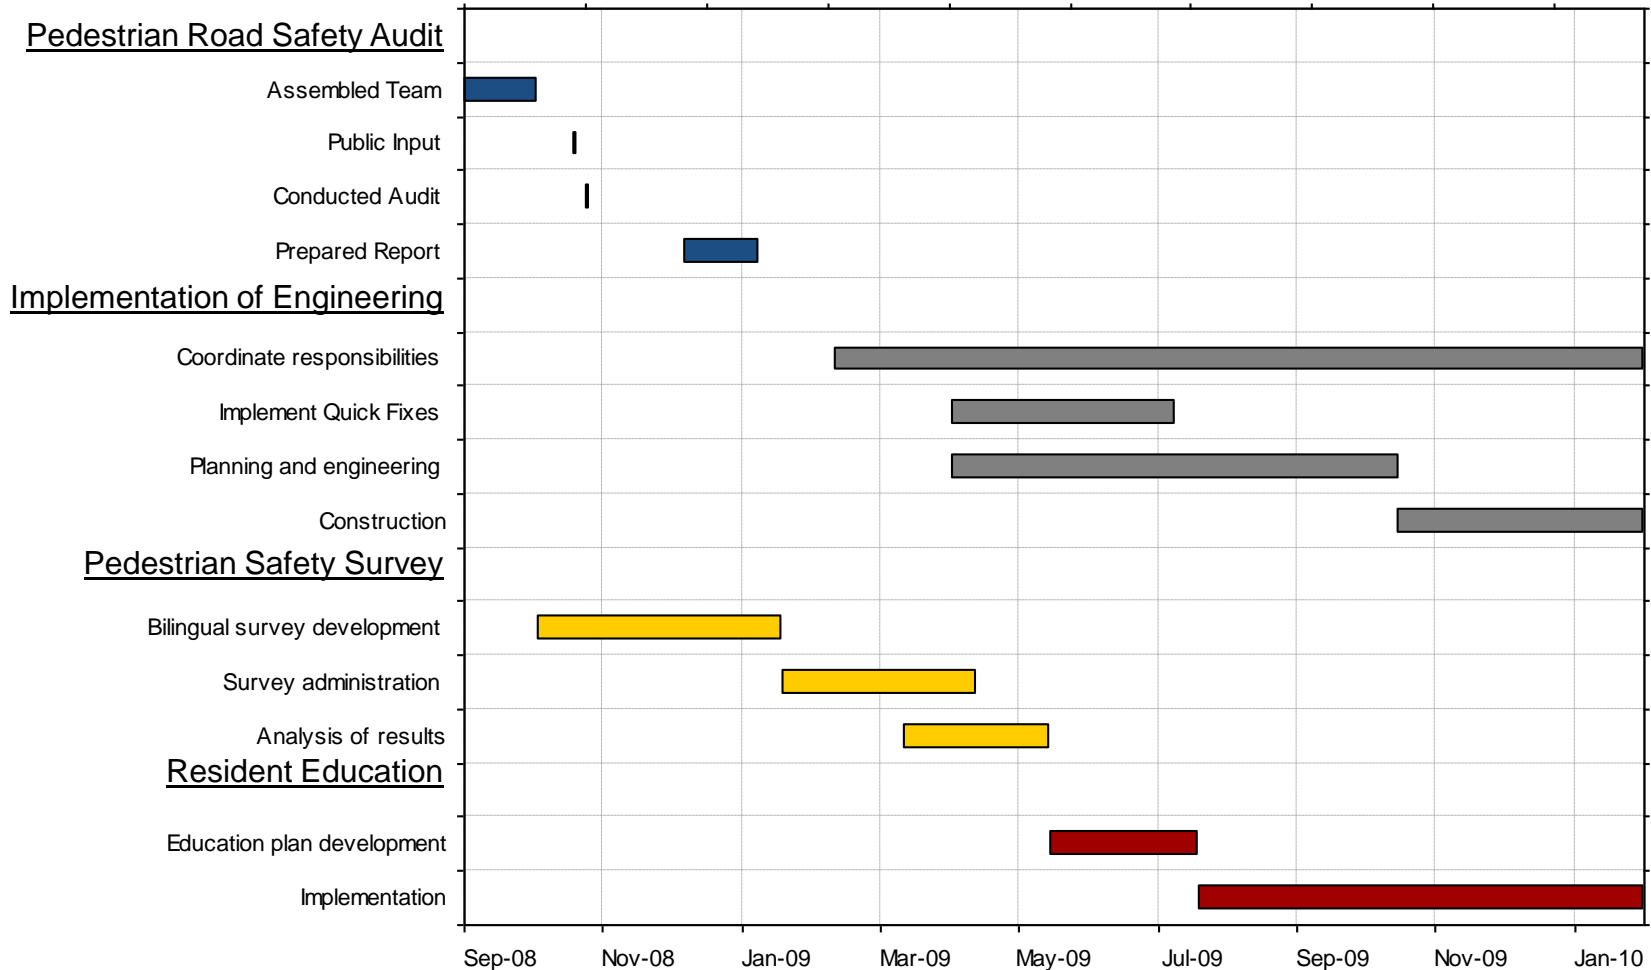 Pedestrian Road Safety Audit
Assembled Team
Public Input
Conducted Audit
Prepared Report
Implementation of Engineering
Coordinate responsibilities
Implement Quick Fixes
Planning and engineering
Construction
Pedestrian Safety Survey
Bilingual survey development
Survey administration
Analysis of results
Resident Education
Education plan development
Implementation
Sep-08 Nov-08 Jan-09 Mar-09 May-09 Jul-09 Sep-09 Nov-09 Jan-10